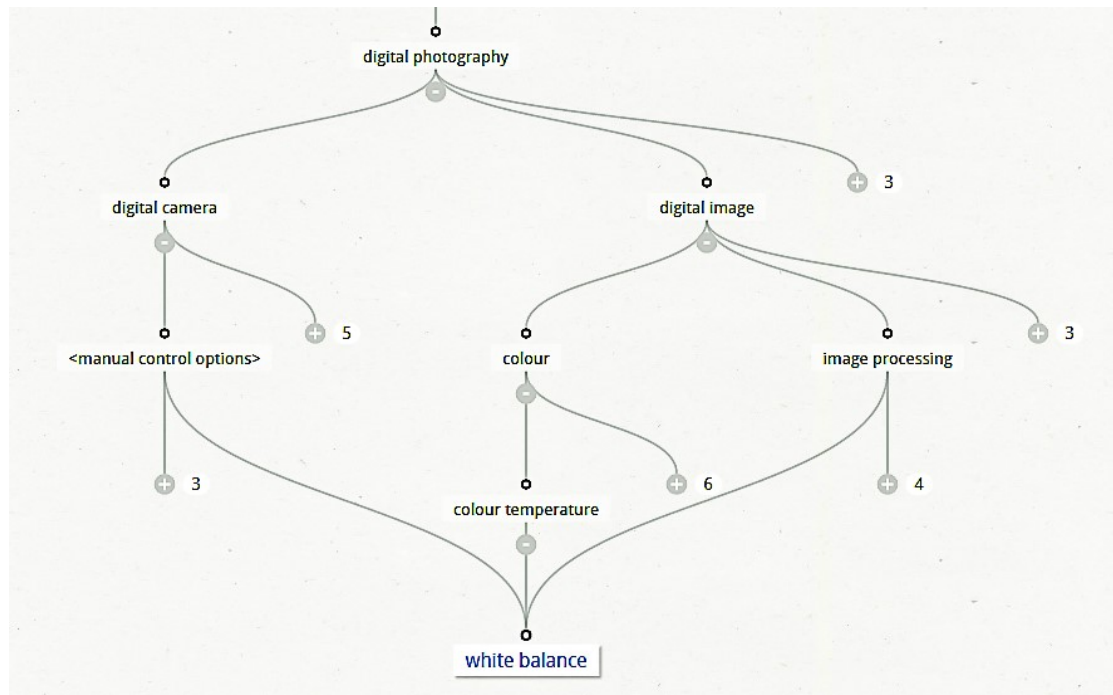 digital photography
3
digital camera
digital image
5
3
<manual control options>
colour
image processing
3
6
4
colour temperature
white balance